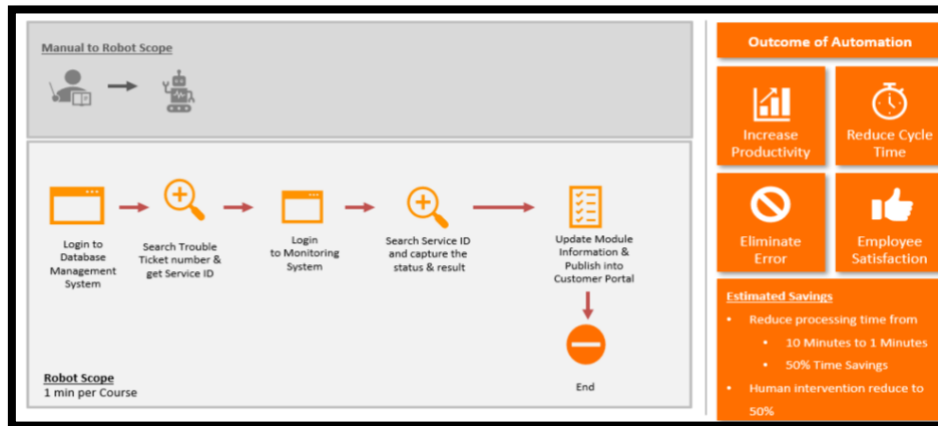 Manual to Robot Scope
Login to
Database
Management
System
Search Trouble
Ticket number &
get Service ID
Login
to Monitoring
System
Search Service ID
and capture the
status & result
Update Module
Information &
Publish into
Customer Portal
End
Robot Scope
1 min per Course
Outcome of Automation
Increase
Productivity
Reduce Cycle
Time
Eliminate
Error
Employee
Satisfaction
Estimated Savings
• Reduce processing time from
• 10 Minutes to 1 Minutes
• 50% Time Savings
• Human intervention reduce to
50%